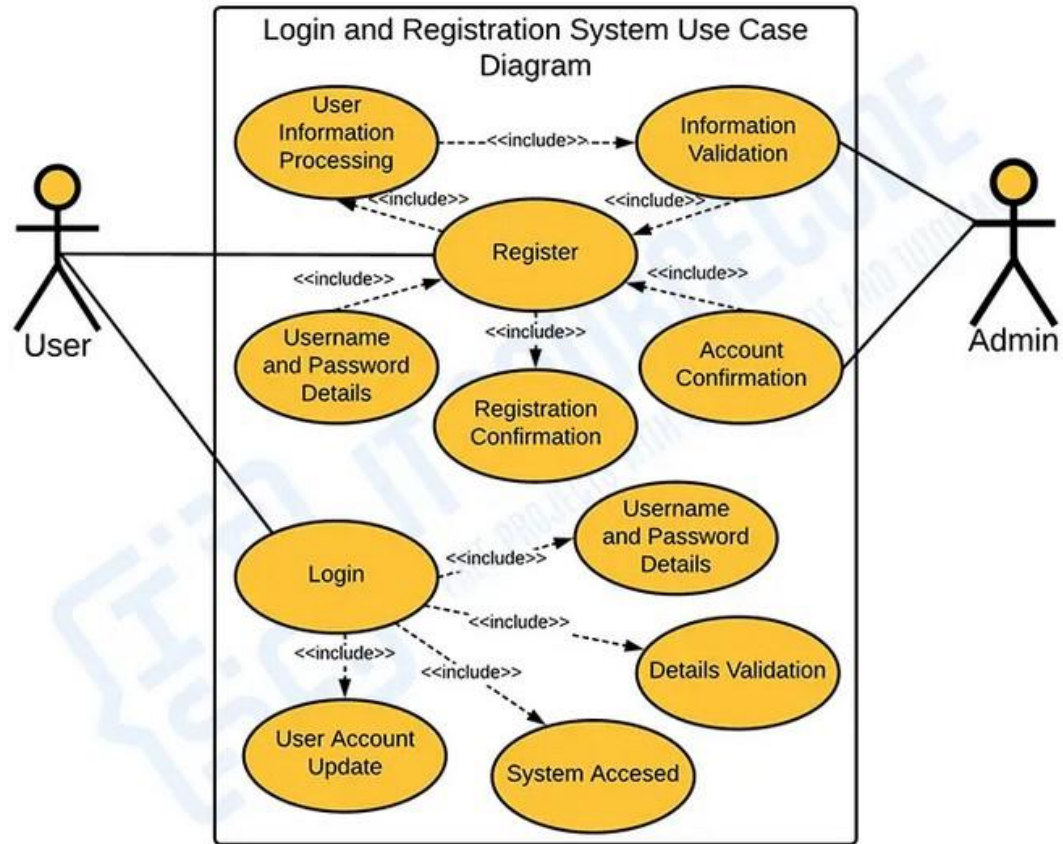 Login and Registration System Use Case
Diagram
User
Information
Processing
<<include>>
Information
Validation
<<include>>
<<include>>
Register
<<include>>
<<include>>
User
Admin
Username
and Password
Details
<<include>>
Account
Confirmation
Registration
Confirmation
Username
and Password
Details
<<include>>
Login
<<include>>
Details Validation
<<include>>
<<include>>
User Account
Update
System Accesed